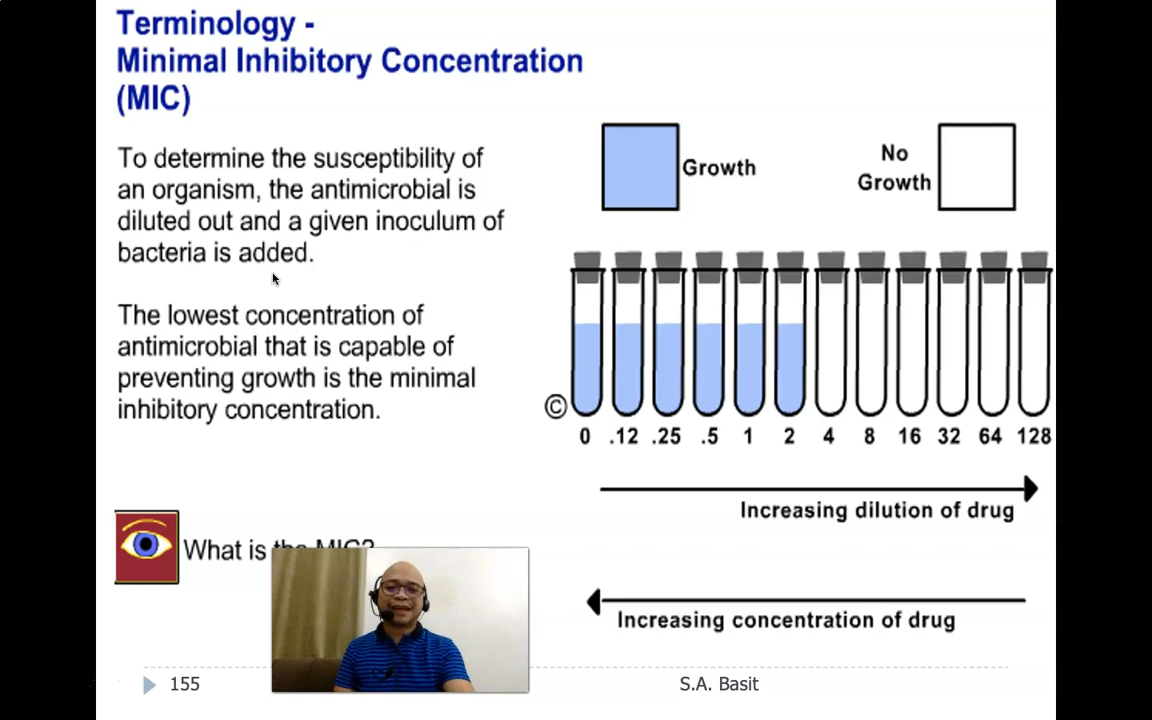 Terminology -
Minimal Inhibitory Concentration
(MIC)
To determine the susceptibility of
an organism, the antimicrobial is
diluted out and a given inoculum of
bacteria is added.
The lowest concentration of
antimicrobial that is capable of
preventing growth is the minimal
inhibitory concentration.
What is the MIC?
Growth
No
Growth
©
0 .12 .25 .5 1 2 4 8 16 32 64 128
Increasing dilution of drug
Increasing concentration of drug
155
S.A. Basit